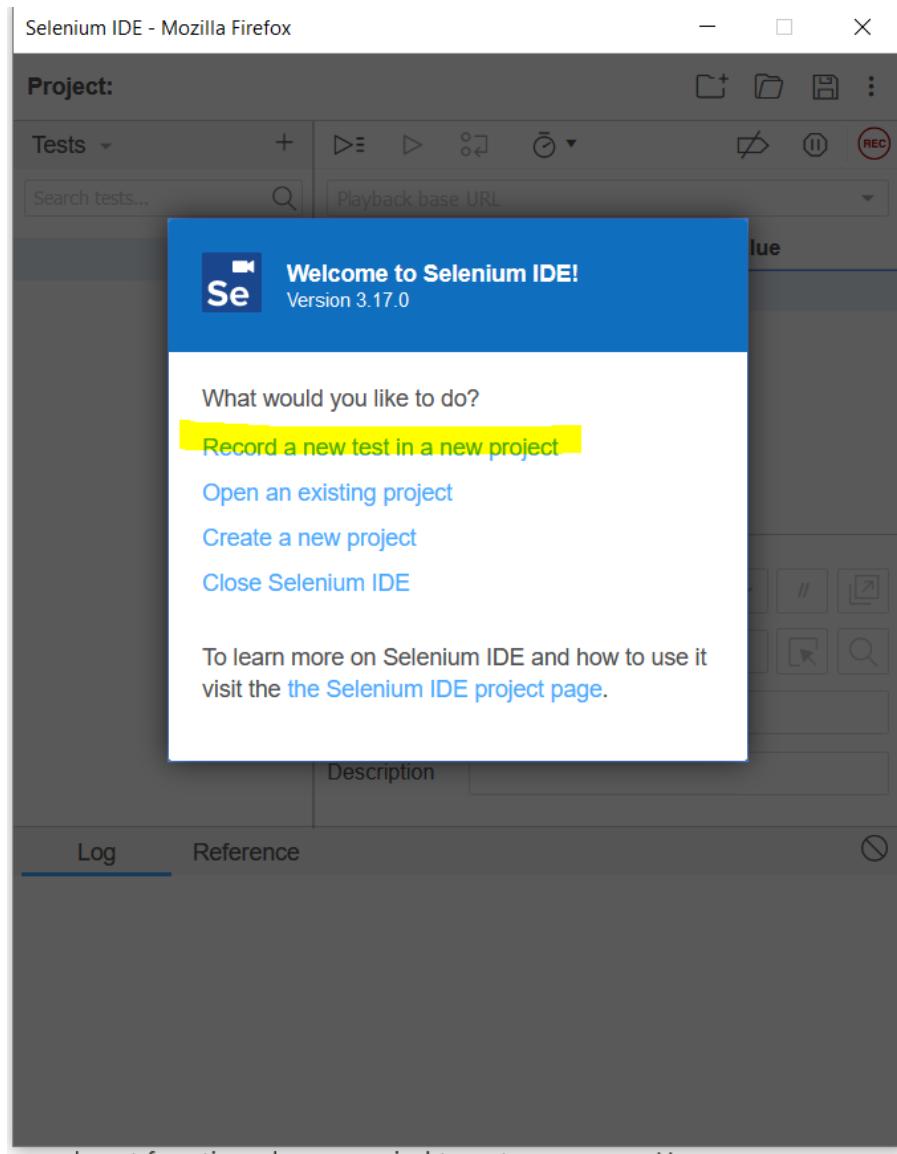 Selenium IDE - Mozilla Firefox
Project:
Tests
REC
Search tests...
Playback base URL
lue
Se
Welcome to Selenium IDE!
Version 3.17.0
What would you like to do?
Record a new test in a new project
Open an existing project
Create a new project
Close Selenium IDE
To learn more on Selenium IDE and how to use it
visit the the Selenium IDE project page.
//
Description
Log Reference